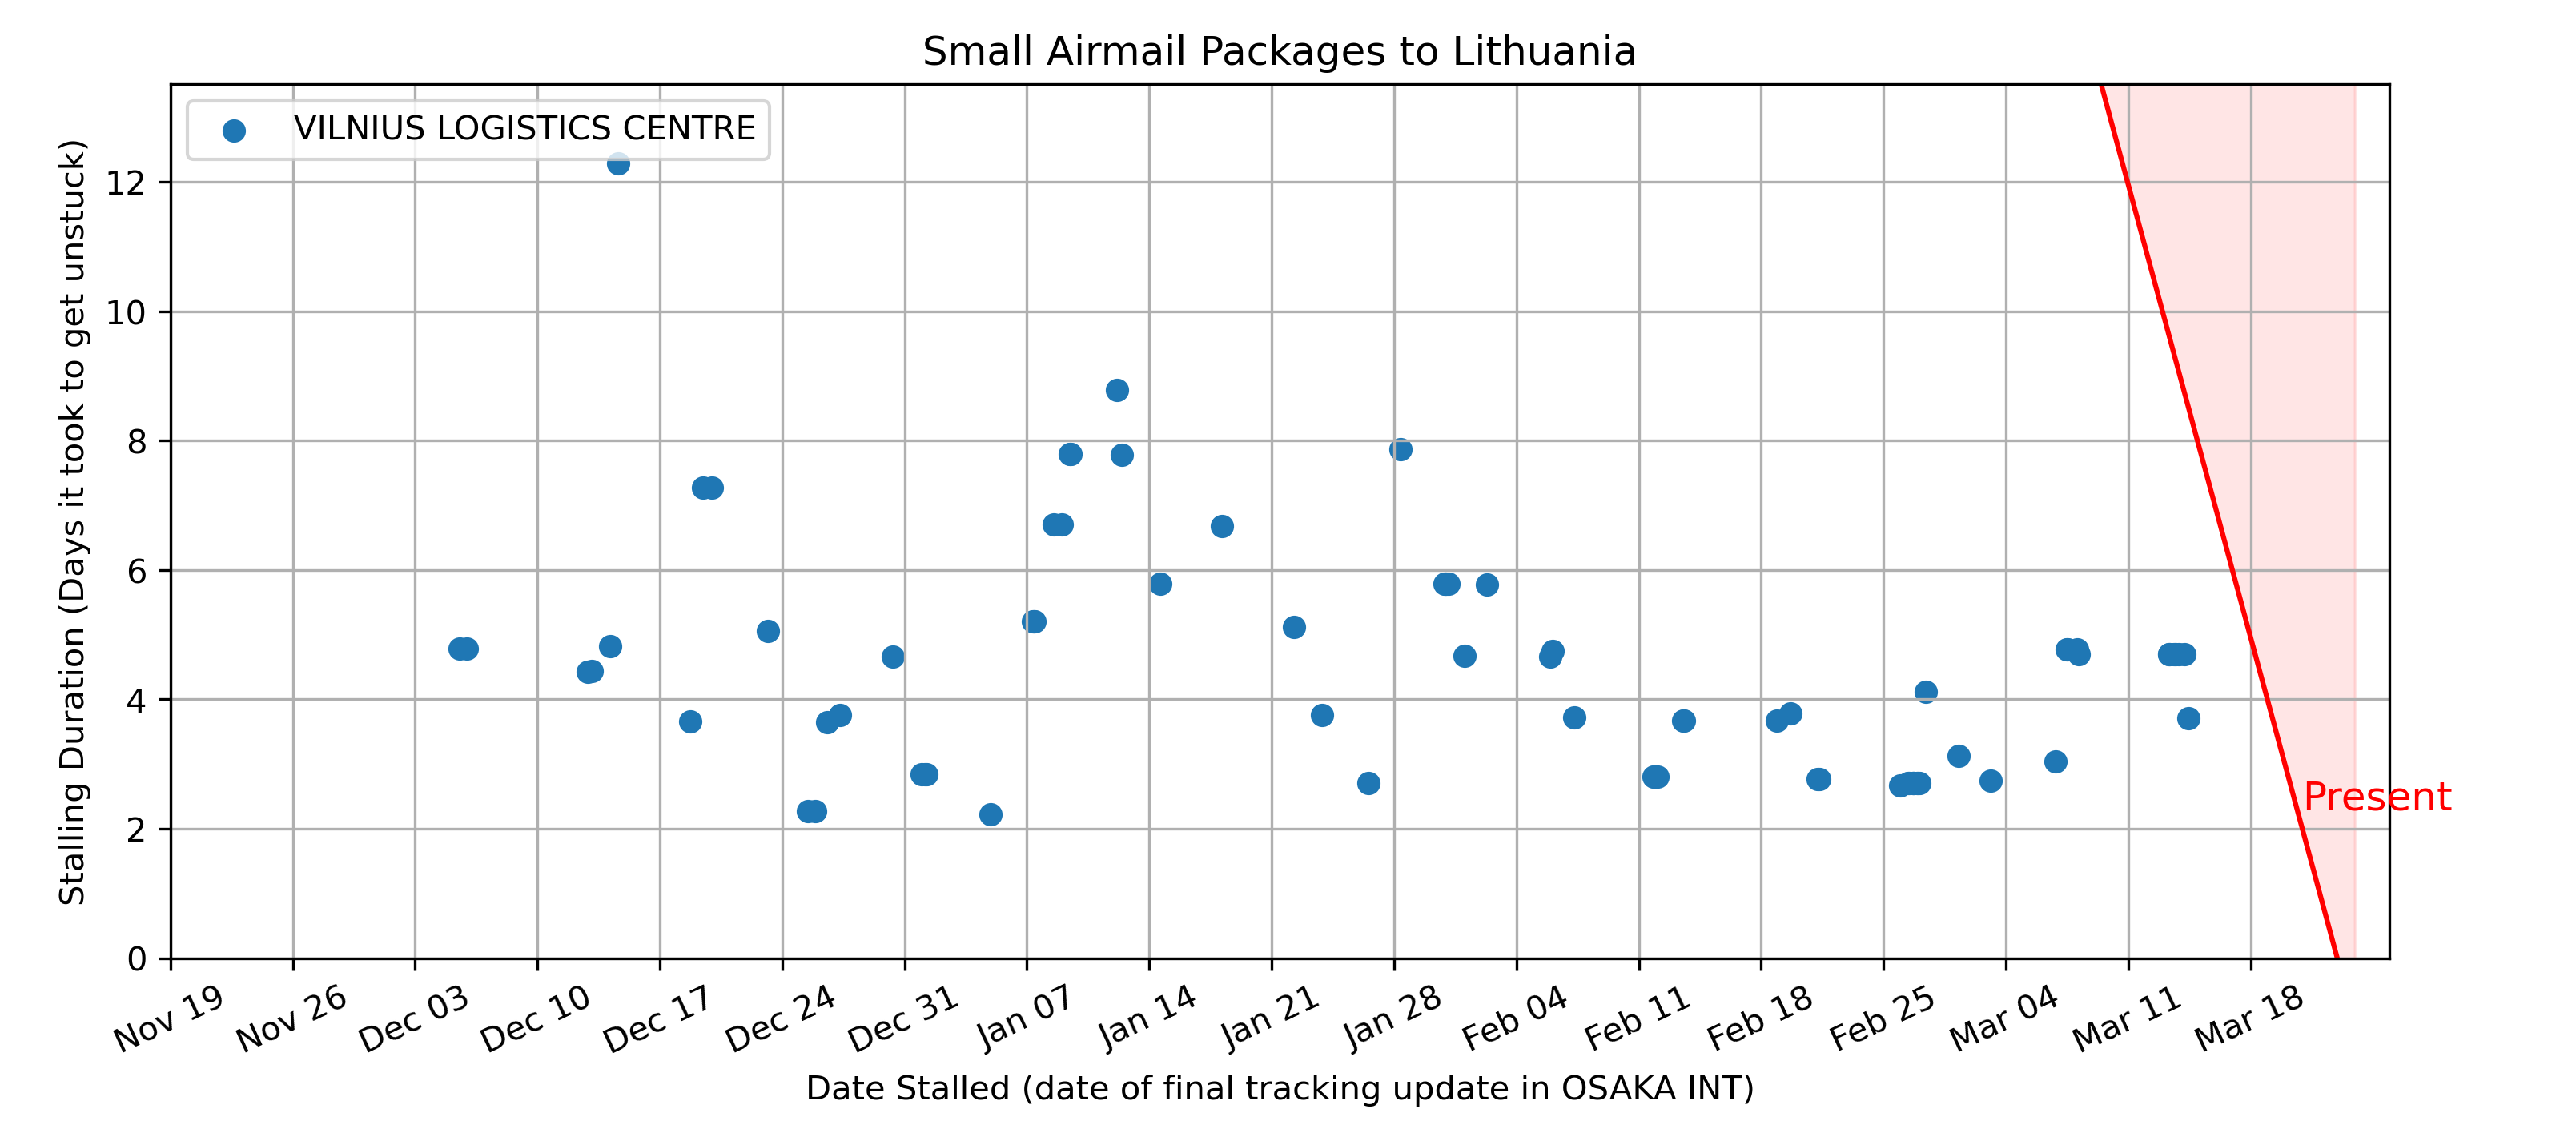 Small Airmail Packages to Lithuania
VILNIUS LOGISTICS CENTRE
Stalling Duration (Days it took to get unstuck)
12
10
8
6
4
2
0
Present
Nov 19
Nov 26
Dec 03
Dec 10
Dec 17
Dec 24
Dec 31
Jan 07
Jan 14
Jan 21
Jan 28
Feb 04
Feb 11
Feb 18
Feb 25
Mar 04
Mar 11
Mar 18
Date Stalled (date of final tracking update in OSAKA INT)